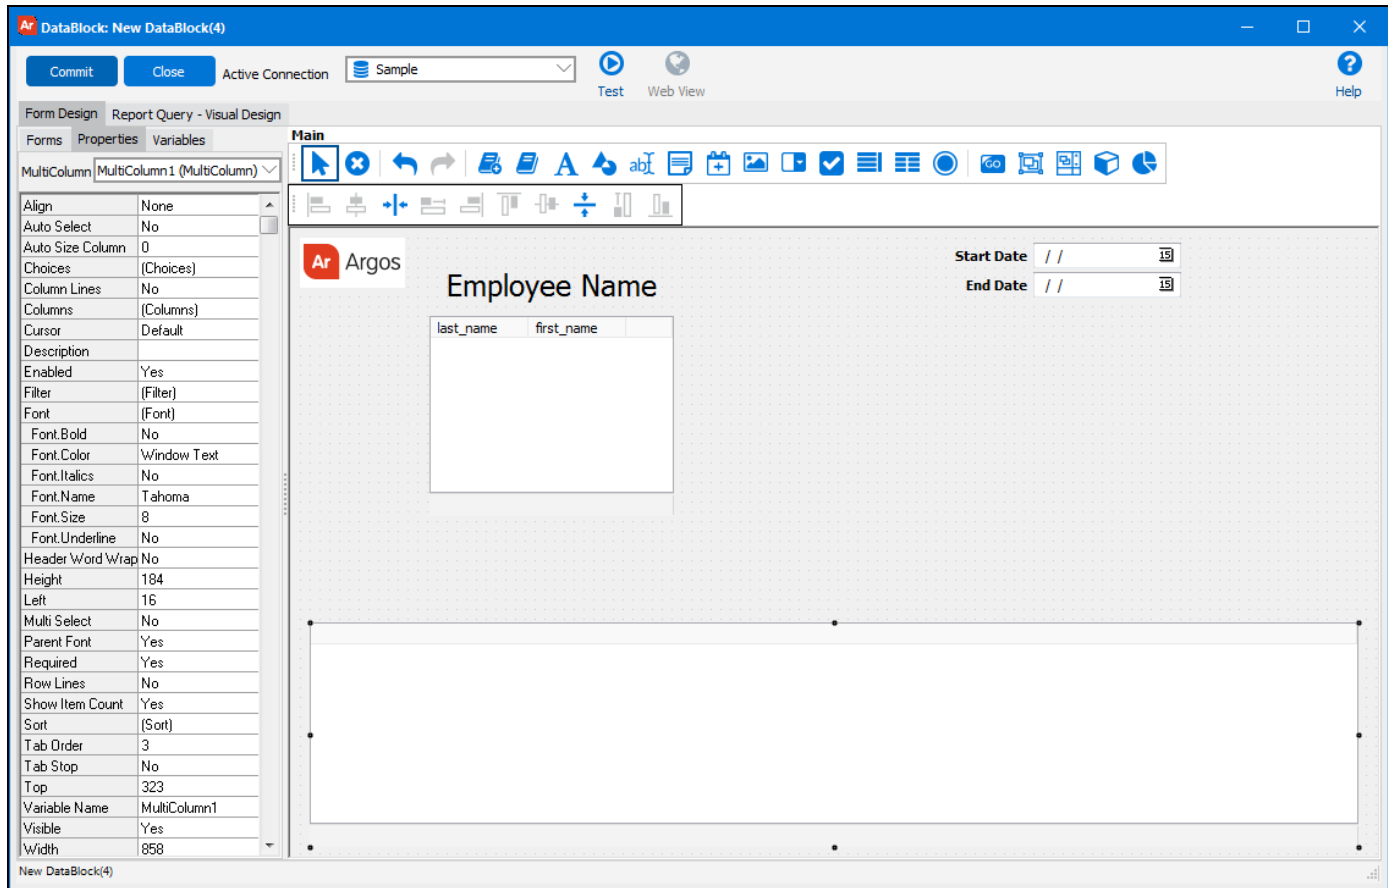 Ar DataBlock: New DataBlock(4)
Commit Close Active Connection Sample Test Web View Help
Form Design Report Query - Visual Design
Forms Properties Variables
MultiColumn MultiColumn1 (MultiColumn)
Align None
Auto Select No
Auto Size Column 0
Choices (Choices)
Column Lines No
Columns (Columns)
Cursor Default
Description
Enabled Yes
Filter (Filter)
Font (Font)
Font.Bold No
Font.Color Window Text
Font.Italics No
Font.Name Tahoma
Font.Size 8
Font.Underline No
Header Word Wrap No
Height 184
Left 16
Multi Select No
Parent Font Yes
Required Yes
Row Lines No
Show Item Count Yes
Sort (Sort)
Tab Order 3
Tab Stop No
Top 323
Variable Name MultiColumn1
Visible Yes
Width 858
Main
A abI GO
Ar Argos
Employee Name
Start Date / / 15
End Date / / 15
last_name first_name
New DataBlock(4)